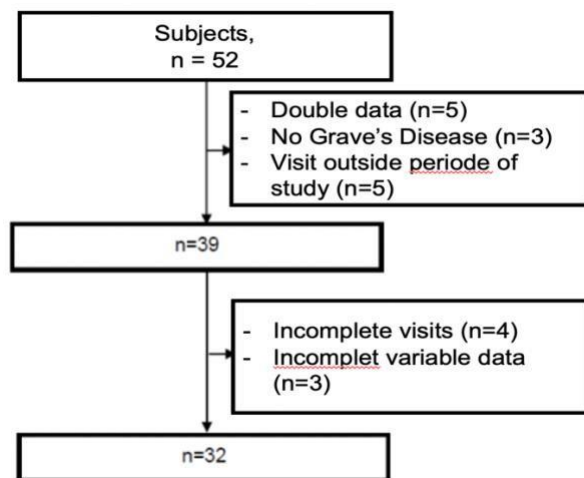 Subjects,
n = 52
- Double data (n=5)
- No Grave's Disease (n=3)
- Visit outside periode of
study (n=5)
n=39
- Incomplete visits (n=4)
- Incomplet variable data
(n=3)
n=32